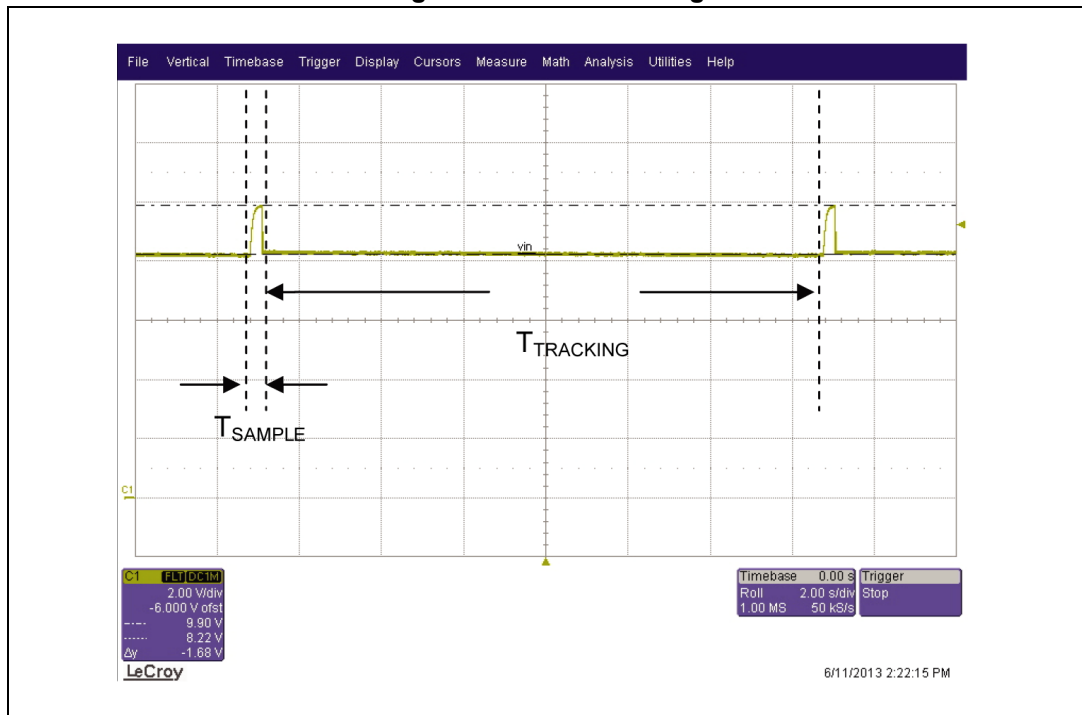 File Vertical Timebase Trigger Display Cursors Measure Math Analysis Utilities Help
vin
TTRACKING
TSAMPLE
C1
C1 FLT DC1M
2.00 V/div
-6.000 V ofst
9.90 V
8.22 V
Δy -1.68 V
Timebase 0.00 s
Roll 2.00 s/div
1.00 MS 50 kS/s
Trigger
Stop
LeCroy
6/11/2013 2:22:15 PM